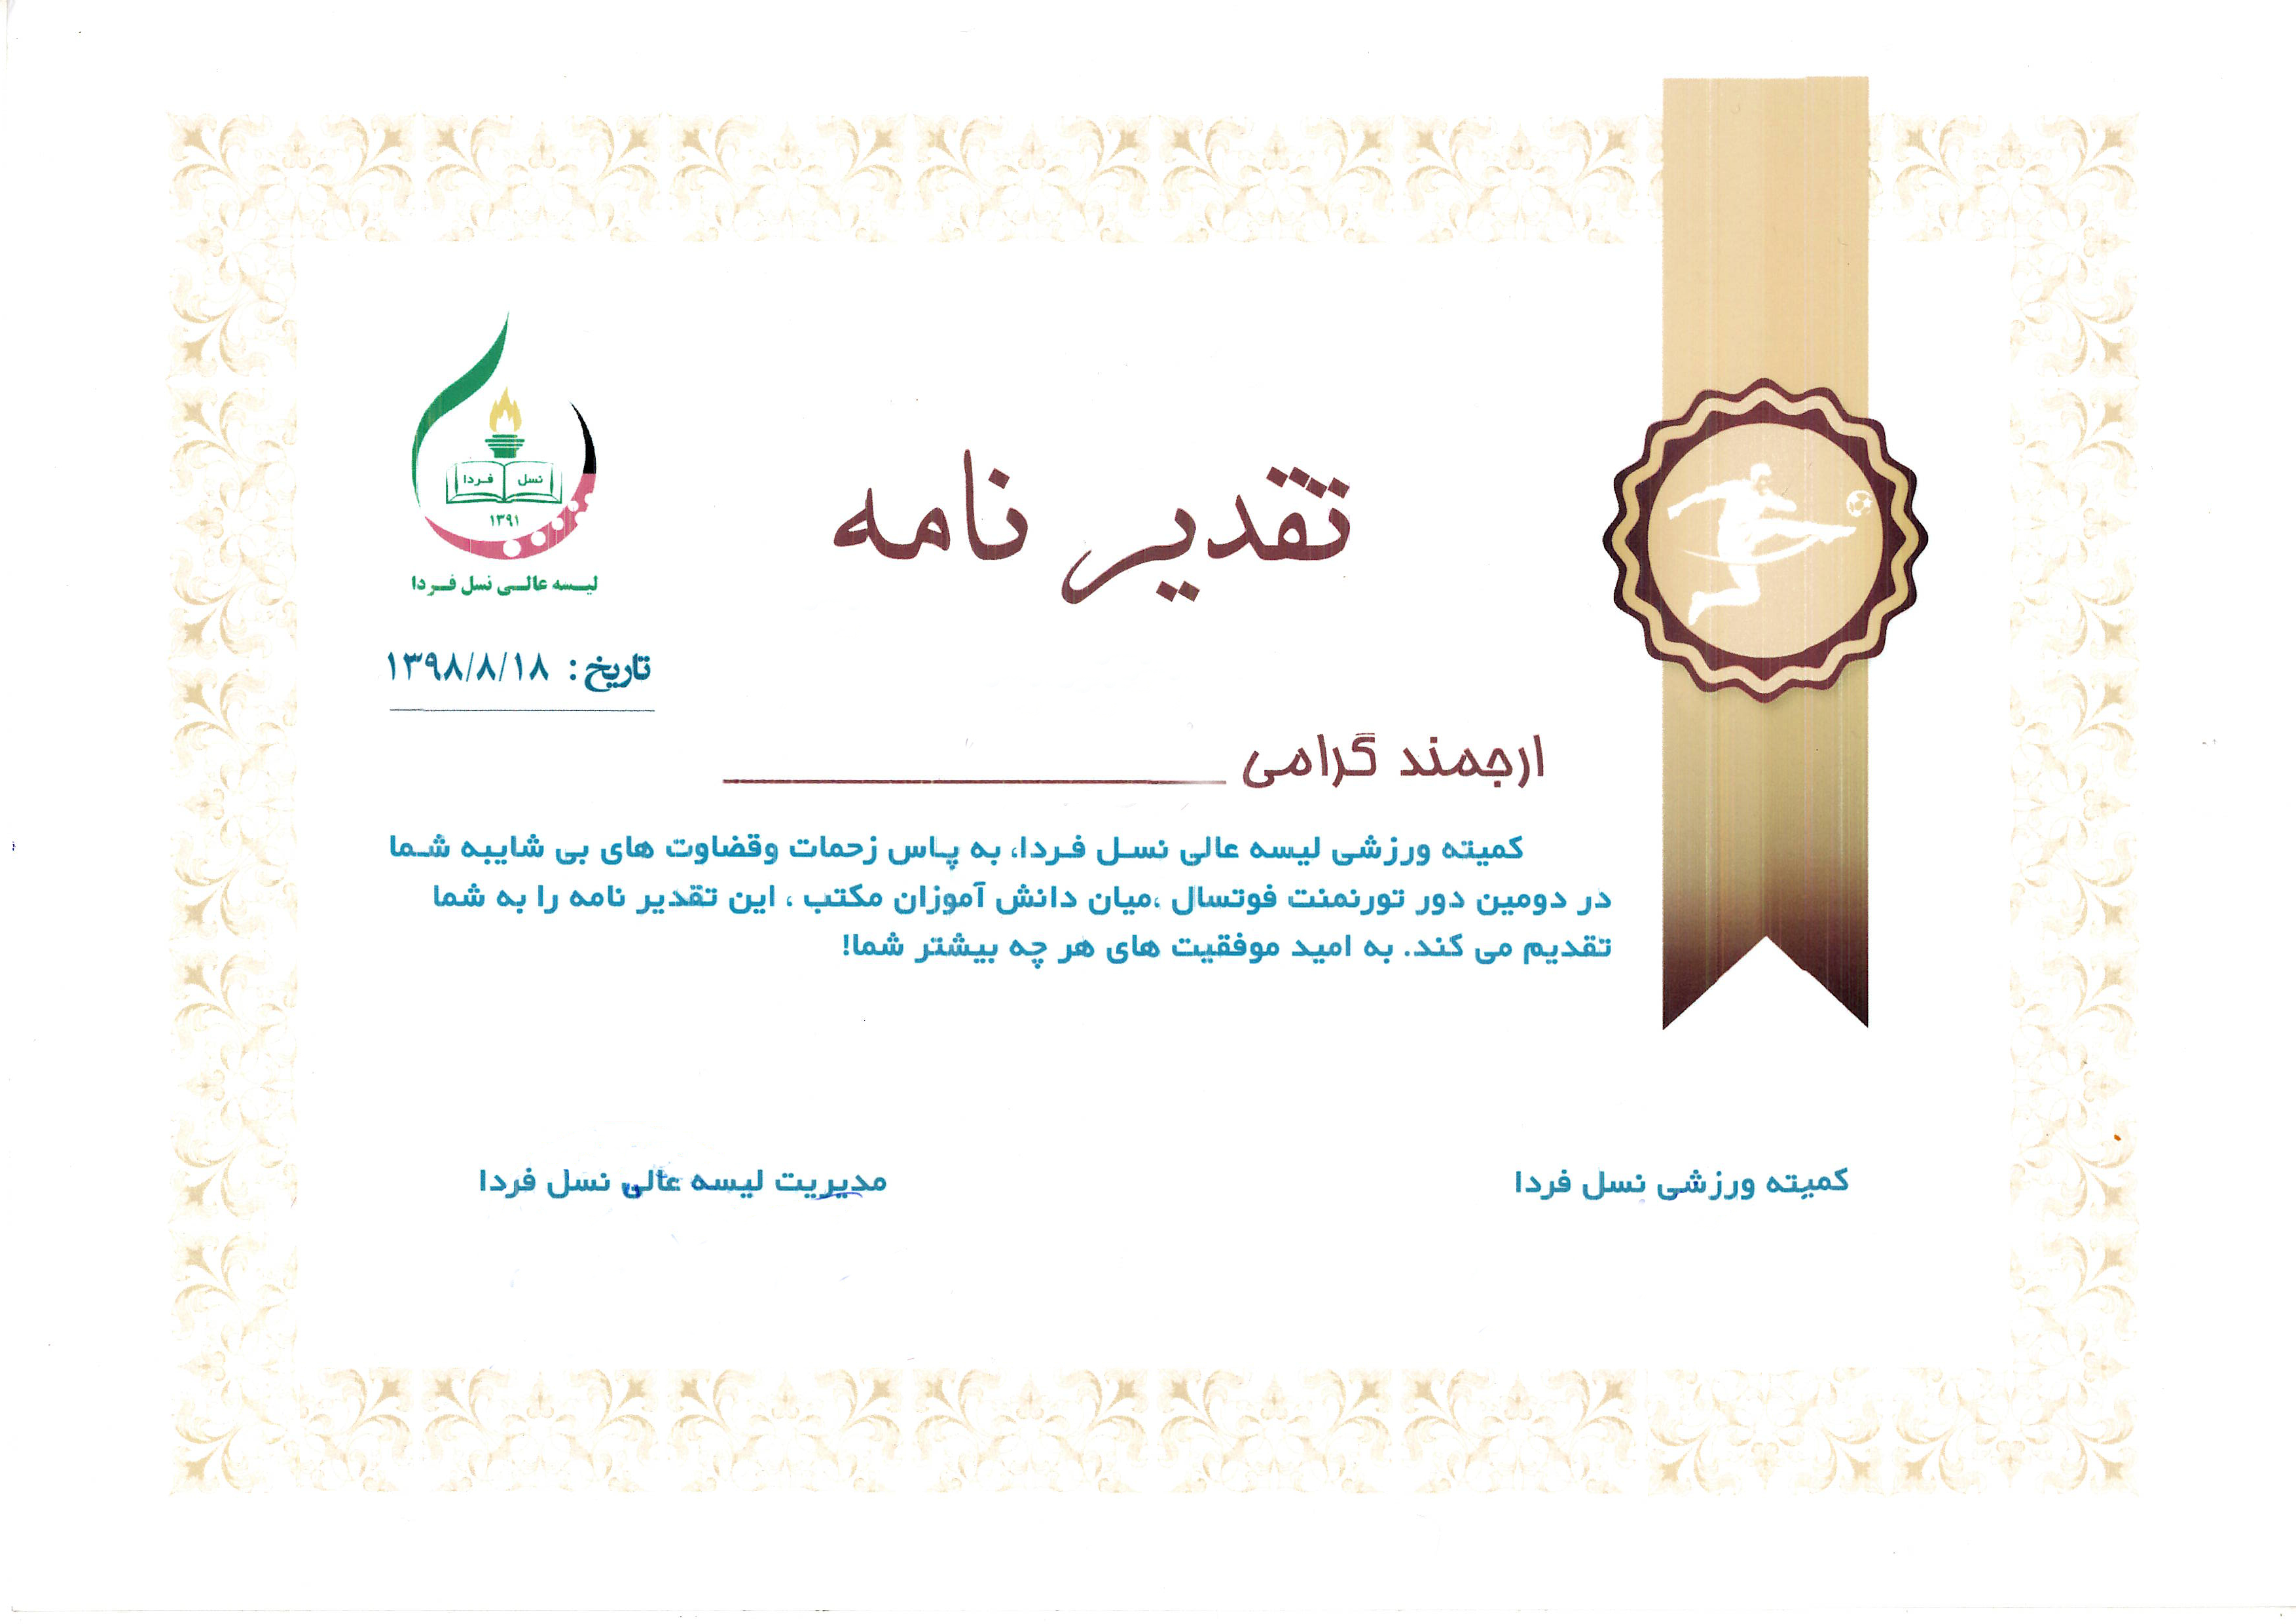 نسل فردا
۱۳۹۱
لیسه عالی نسل فردا
تقدیر نامه
تاریخ: ۱۳۹۸/۸/۱۸
ارجمند گرامی
کمیته ورزشی لیسه عالی نسل فردا، به پاس زحمات وقضاوت های بی شایبه شما
در دومین دور تورنمنت فوتسال ،میان دانش آموزان مکتب ، این تقدیر نامه را به شما
تقدیم می کند. به امید موفقیت های هر چه بیشتر شما!
کمیته ورزشی نسل فردا
مدیریت لیسه عالی نسل فردا